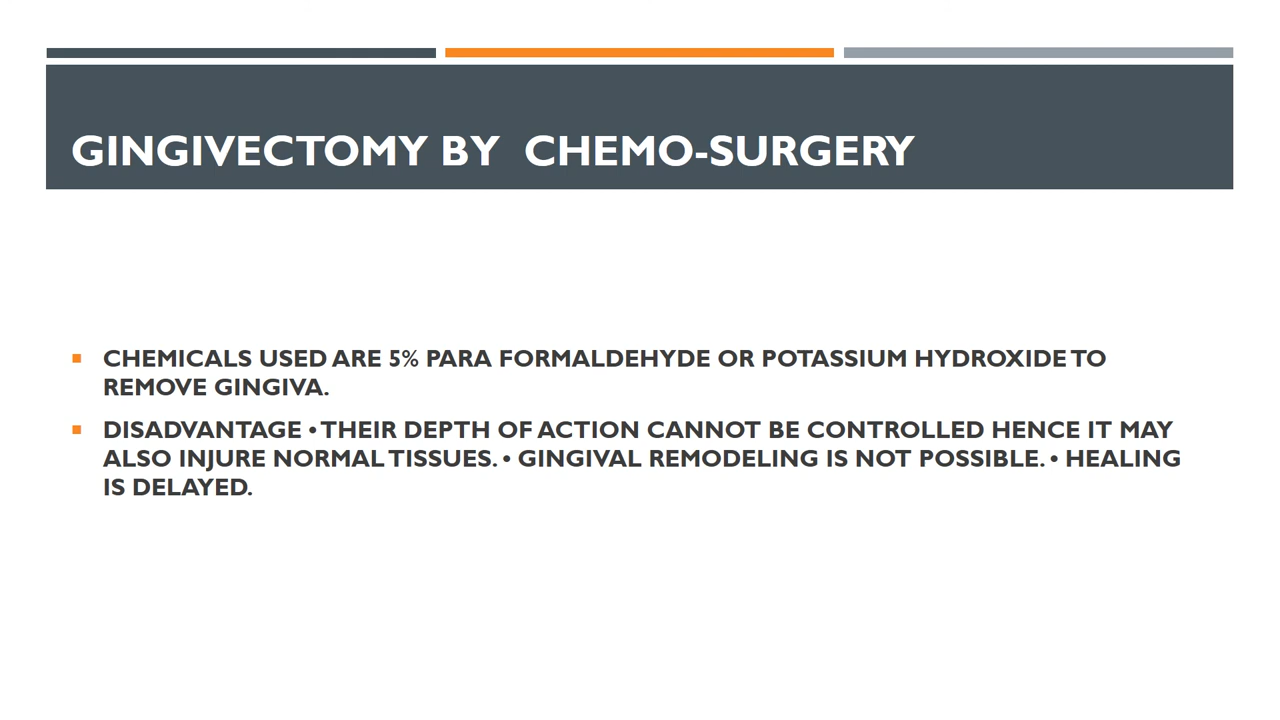 GINGIVECTOMY BY CHEMO-SURGERY
CHEMICALS USED ARE 5% PARA FORMALDEHYDE OR POTASSIUM HYDROXIDE TO
REMOVE GINGIVA.
DISADVANTAGE • THEIR DEPTH OF ACTION CANNOT BE CONTROLLED HENCE IT MAY
ALSO INJURE NORMAL TISSUES. • GINGIVAL REMODELING IS NOT POSSIBLE. • HEALING
IS DELAYED.